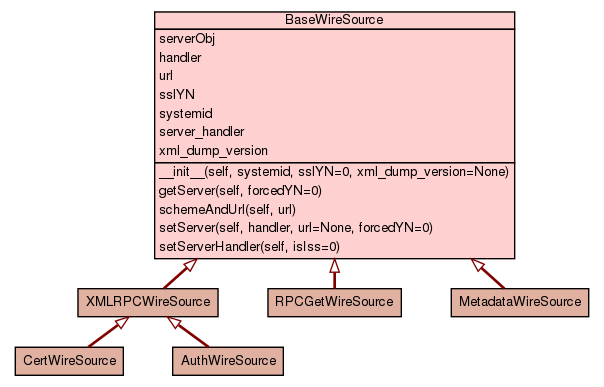 BaseWireSource
serverObj
handler
url
sslYN
systemid
server_handler
xml_dump_version
__init__(self, systemid, sslYN=0, xml_dump_version=None)
getServer(self, forcedYN=0)
schemeAndUrl(self, url)
setServer(self, handler, url=None, forcedYN=0)
setServerHandler(self, isIss=0)
XMLRPCWireSource
RPCGetWireSource
MetadataWireSource
CertWireSource
AuthWireSource